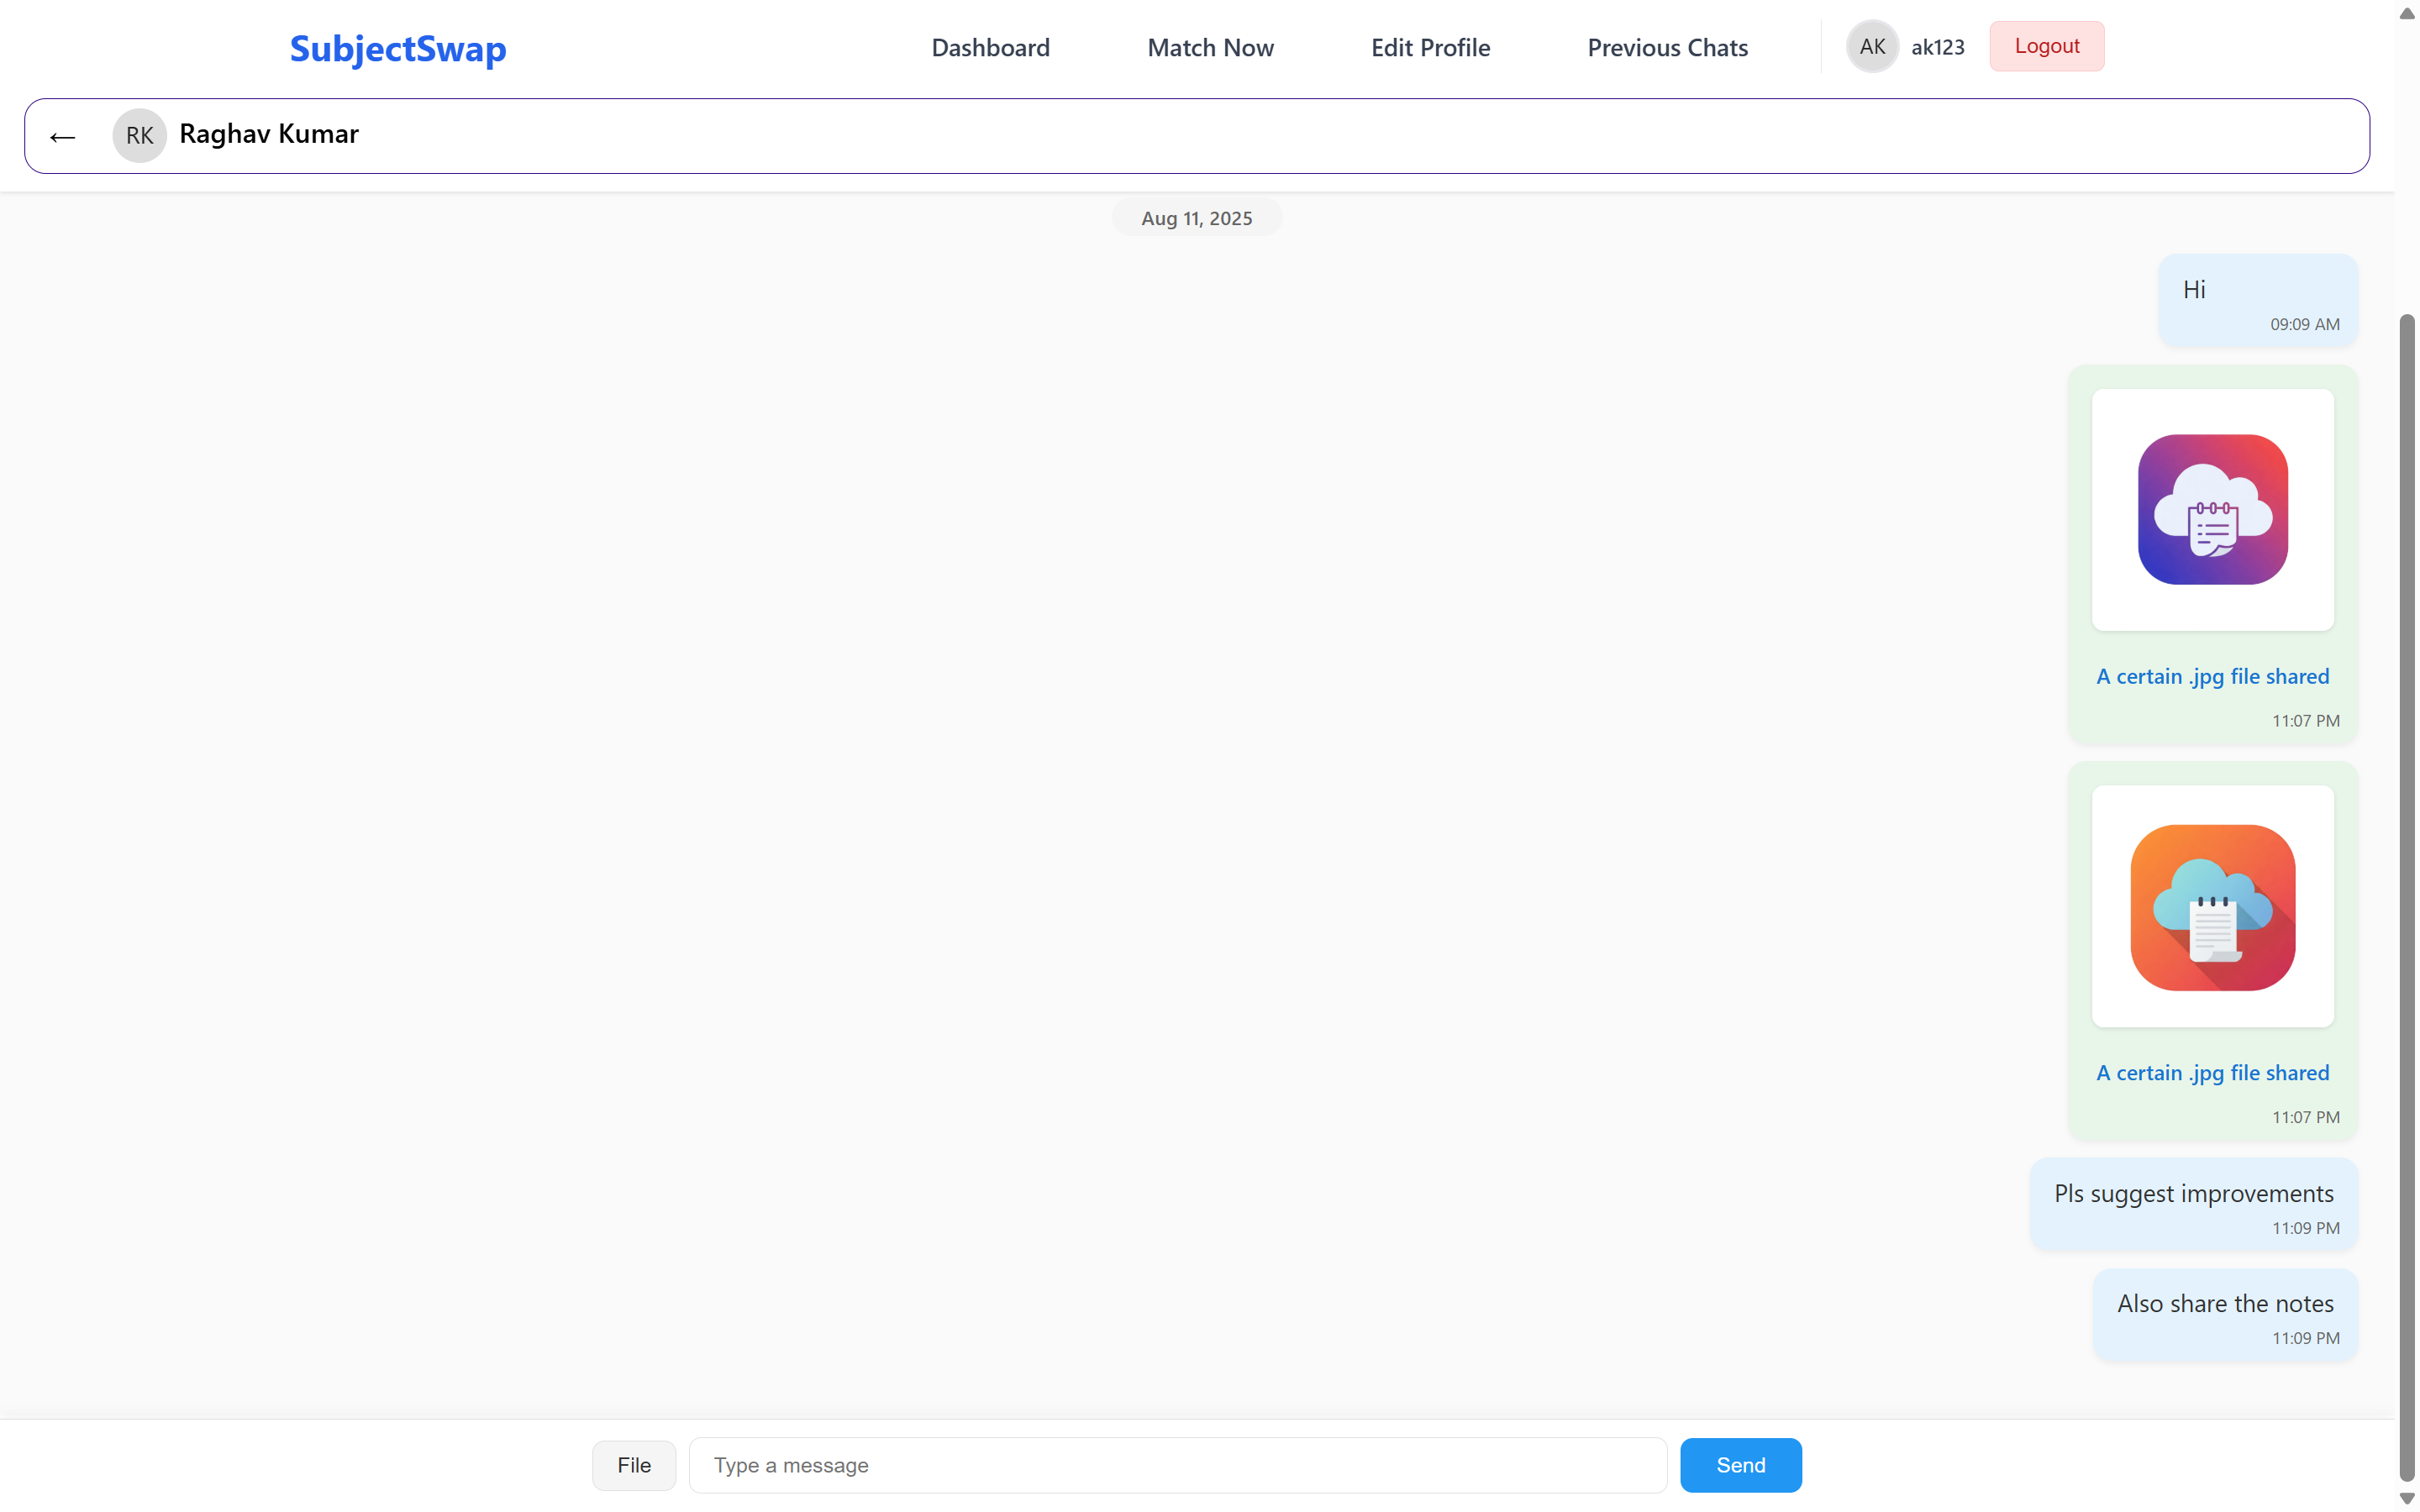 SubjectSwap
Dashboard
Match Now
Edit Profile
Previous Chats
AK
ak123
Logout
←
RK
Raghav Kumar
Aug 11, 2025
Hi
09:09 AM
A certain .jpg file shared
11:07 PM
A certain .jpg file shared
11:07 PM
Pls suggest improvements
11:09 PM
Also share the notes
11:09 PM
File
Type a message
Send